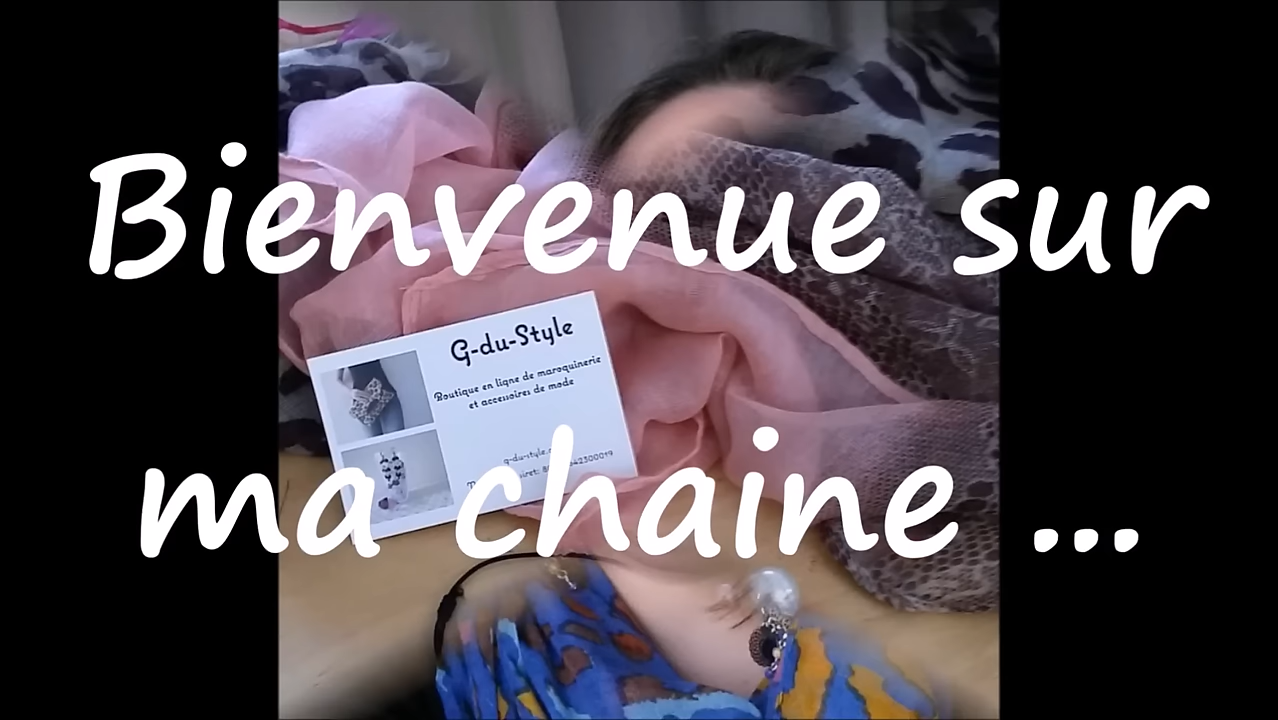 Bienvenue sur
G-du-Style
Boutique en ligne de maroquinerie
et accessoires de mode
ma chaine ...